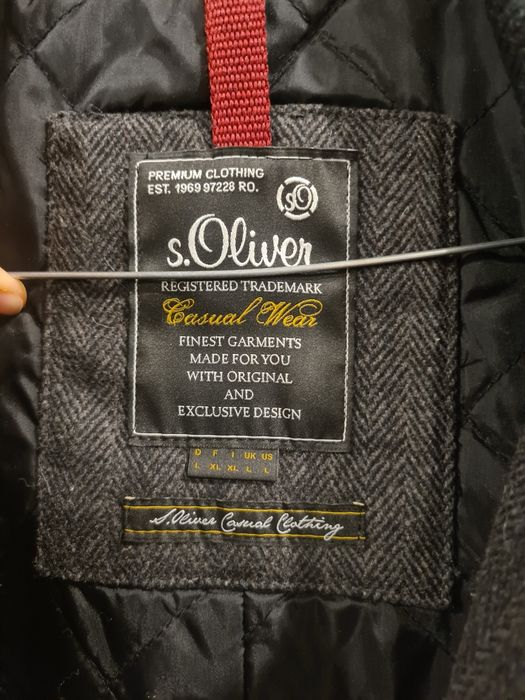 PREMIUM CLOTHING
EST. 1969 97228 RO.
sO
s.Oliver
REGISTERED TRADEMARK
Casual Wear
FINEST GARMENTS
MADE FOR YOU
WITH ORIGINAL
AND
EXCLUSIVE DESIGN
D F I UK US
L XL XL L L
s.Oliver Casual Clothing